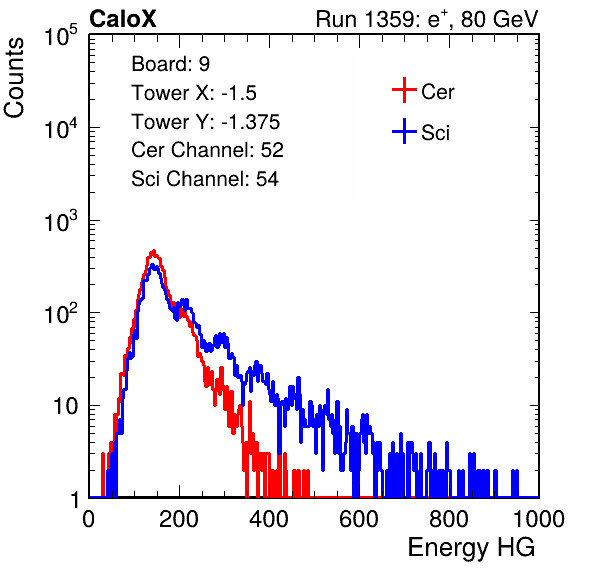 CaloX Run 1359: e⁺, 80 GeV
Counts
Board: 9
Tower X: -1.5
Tower Y: -1.375
Cer Channel: 52
Sci Channel: 54
Cer
Sci
10⁵
10⁴
10³
10²
10
1
0 200 400 600 800 1000
Energy HG